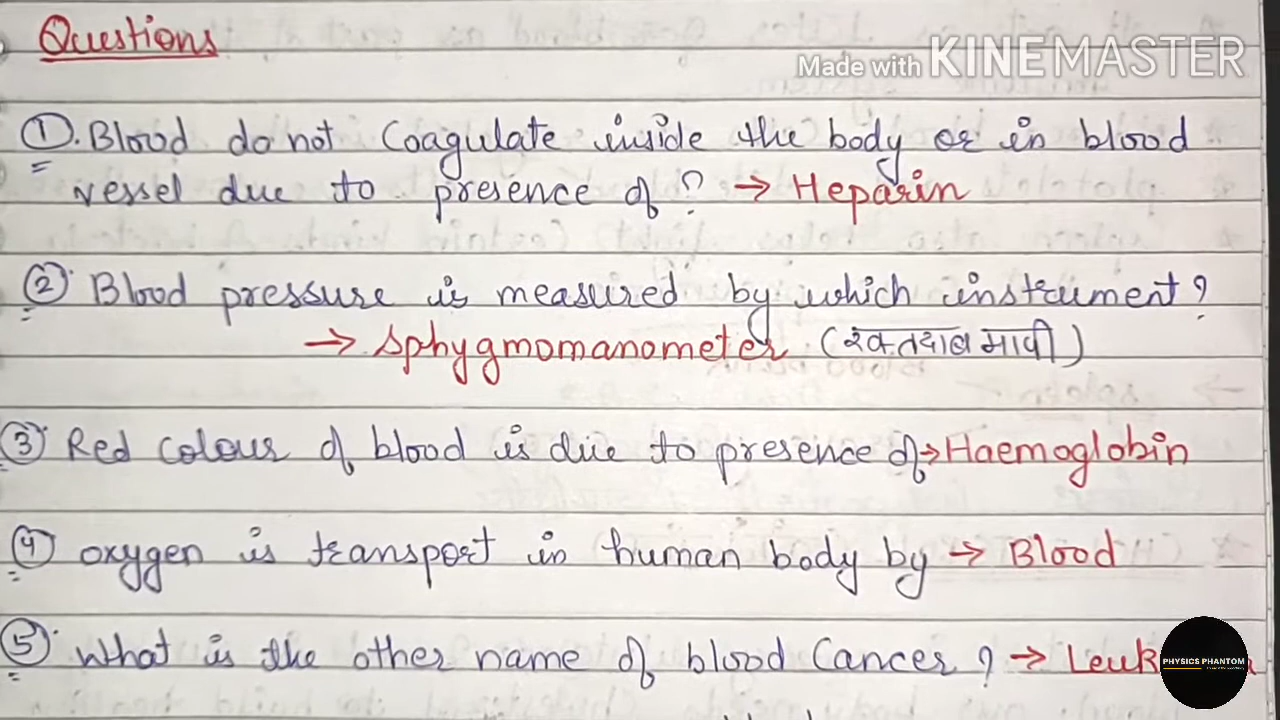 Questions
Made with KINEMASTER
① Blood do not Coagulate inside the body or in blood
vessel due to presence of? → Heparin
② Blood pressure is measured by which instrument?
→ Sphygmomanometer (रक्तदाब मापी)
③ Red colour of blood is due to presence of → Haemoglobin
④ oxygen is transport in human body by → Blood
⑤ What is the other name of blood Cancer? → Leuk
PHYSICS PHANTOM